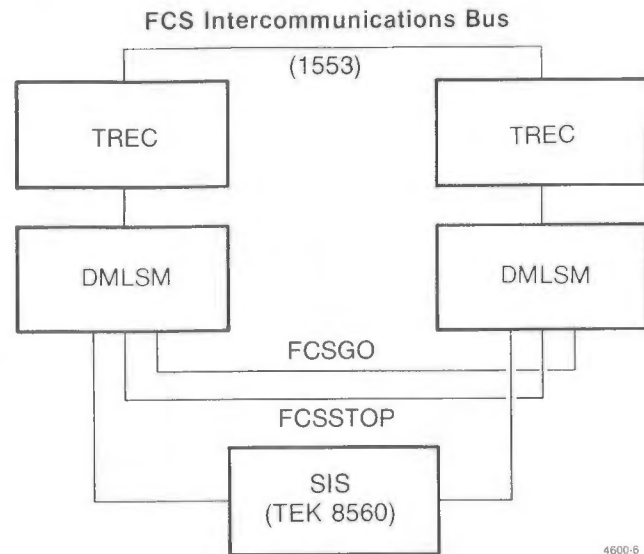 FCS Intercommunications Bus
(1553)
TREC
TREC
DMLSM
DMLSM
FCSGO
FCSSTOP
SIS
(TEK 8560)
4600-6